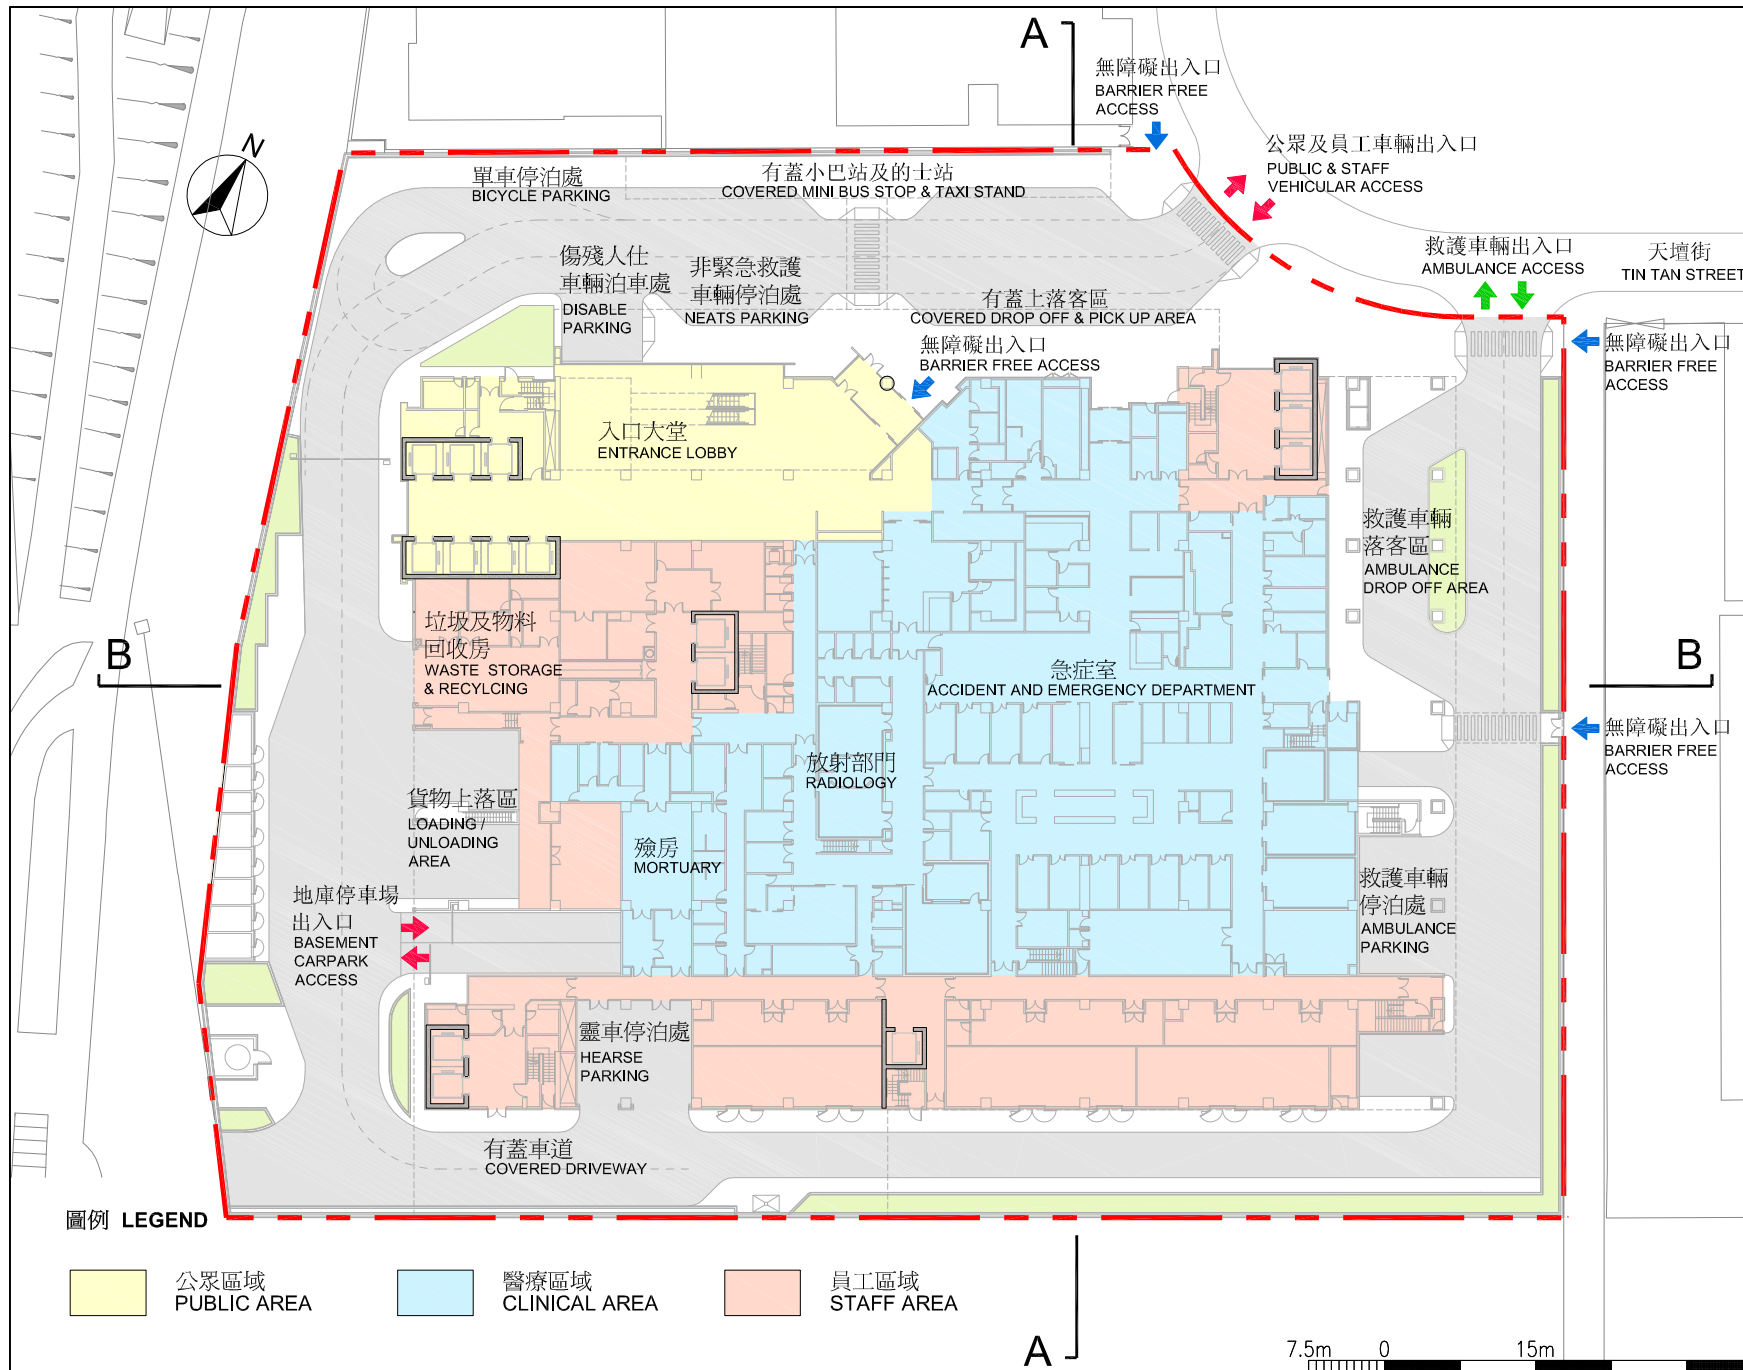 A
無障礙出入口
BARRIER FREE
ACCESS
N
公眾及員工車輛出入口
PUBLIC & STAFF
VEHICULAR ACCESS
單車停泊處
BICYCLE PARKING
有蓋小巴站及的士站
COVERED MINI BUS STOP & TAXI STAND
救護車輛出入口
AMBULANCE ACCESS
天壇街
TIN TAN STREET
傷殘人仕
車輛泊車處
DISABLE
PARKING
非緊急救護
車輛停泊處
NEATS PARKING
有蓋上落客區
COVERED DROP OFF & PICK UP AREA
無障礙出入口
BARRIER FREE ACCESS
無障礙出入口
BARRIER FREE
ACCESS
入口大堂
ENTRANCE LOBBY
救護車輛
落客區
AMBULANCE
DROP OFF AREA
垃圾及物料
回收房
WASTE STORAGE
& RECYLCING
B
急症室
ACCIDENT AND EMERGENCY DEPARTMENT
B
無障礙出入口
BARRIER FREE
ACCESS
放射部門
RADIOLOGY
貨物上落區
LOADING /
UNLOADING
AREA
殮房
MORTUARY
地庫停車場
出入口
BASEMENT
CARPARK
ACCESS
救護車輛
停泊處
AMBULANCE
PARKING
靈車停泊處
HEARSE
PARKING
有蓋車道
COVERED DRIVEWAY
圖例 LEGEND
公眾區域
PUBLIC AREA
醫療區域
CLINICAL AREA
員工區域
STAFF AREA
A
7.5m 0 15m